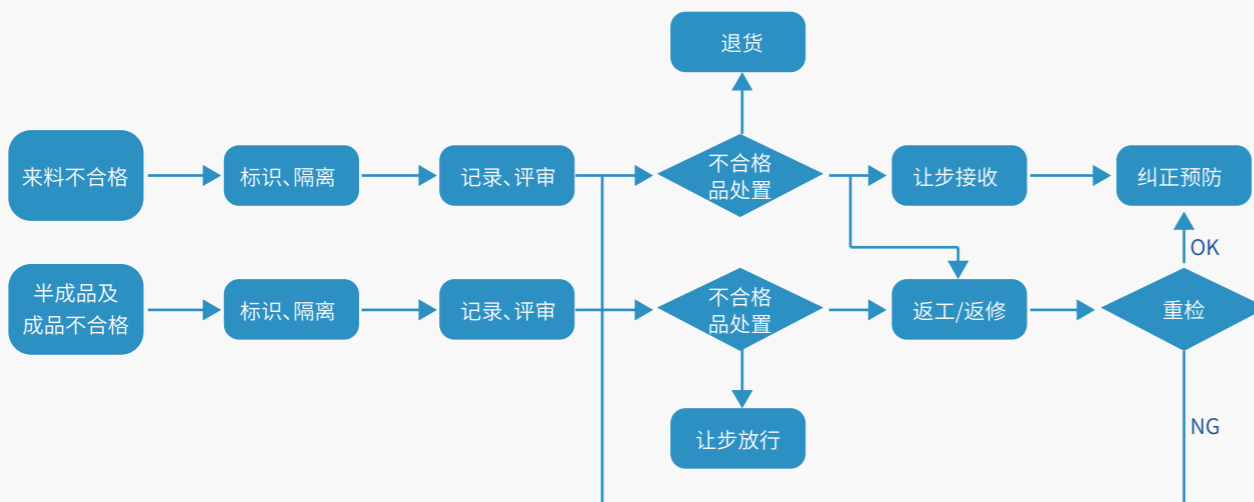 退货
来料不合格
标识、隔离
记录、评审
不合格
品处置
让步接收
纠正预防
OK
半成品及
成品不合格
标识、隔离
记录、评审
不合格
品处置
返工/返修
重检
让步放行
NG